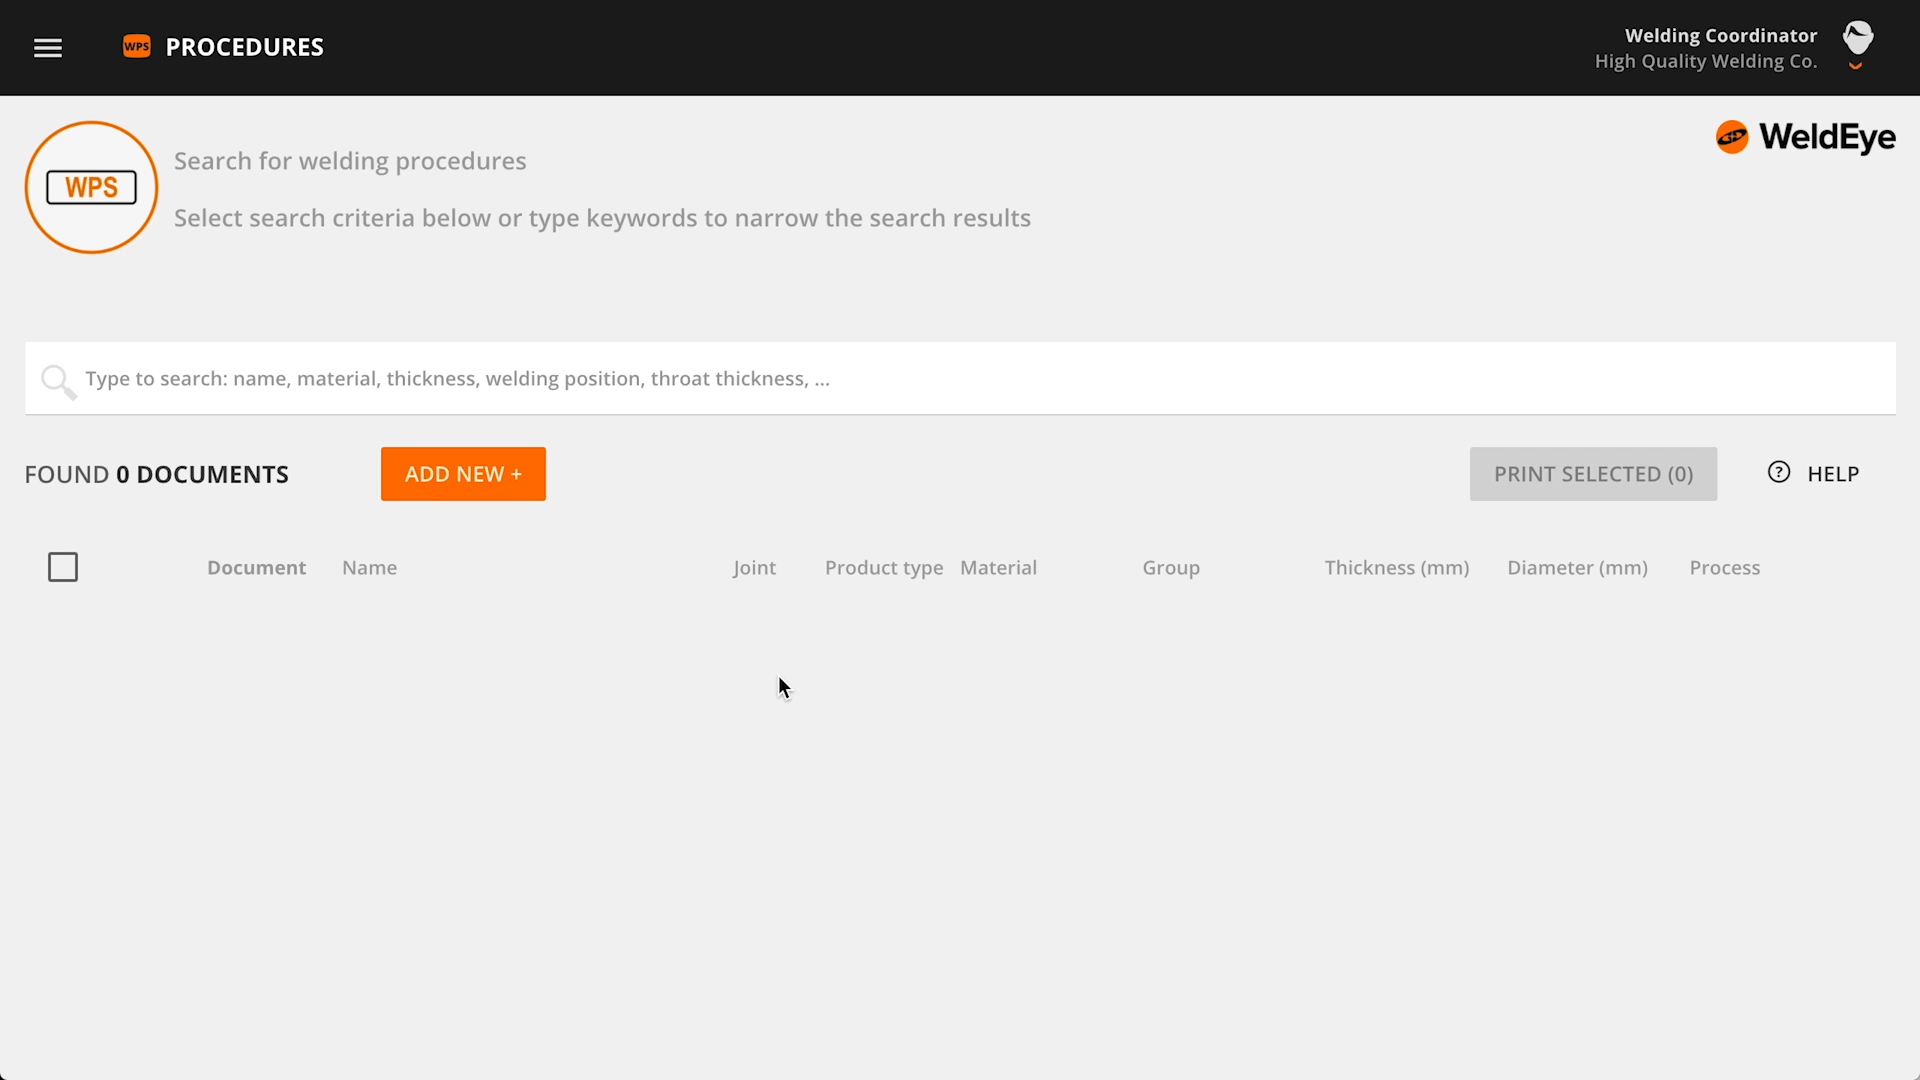 WPS PROCEDURES
Welding Coordinator
High Quality Welding Co.
WPS
Search for welding procedures
Select search criteria below or type keywords to narrow the search results
WeldEye
Type to search: name, material, thickness, welding position, throat thickness, ...
FOUND 0 DOCUMENTS ADD NEW + PRINT SELECTED (0) ? HELP
Document Name Joint Product type Material Group Thickness (mm) Diameter (mm) Process